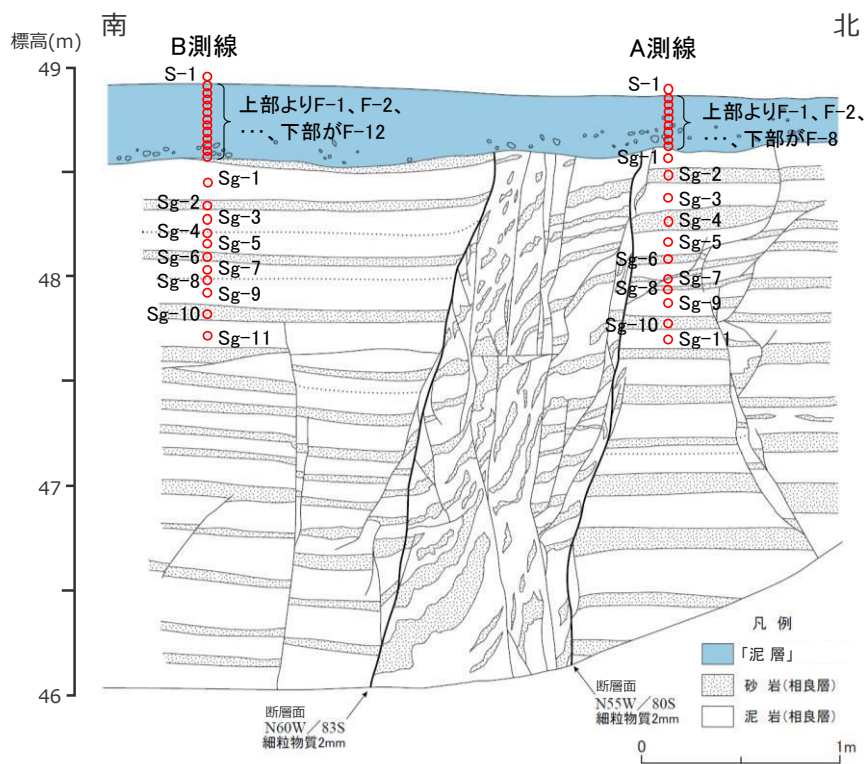 南
北
標高(m)
B測線
A測線
49
48
47
46
S-1
上部よりF-1、F-2、
…、下部がF-12
Sg-1
Sg-2
Sg-3
Sg-4
Sg-5
Sg-6
Sg-7
Sg-8
Sg-9
Sg-10
Sg-11
S-1
上部よりF-1、F-2、
…、下部がF-8
Sg-1
Sg-2
Sg-3
Sg-4
Sg-5
Sg-6
Sg-7
Sg-8
Sg-9
Sg-10
Sg-11
断層面
N60W/83S
細粒物質2mm
断層面
N55W/80S
細粒物質2mm
凡 例
「泥 層」
砂 岩(相良層)
泥 岩(相良層)
0
1m